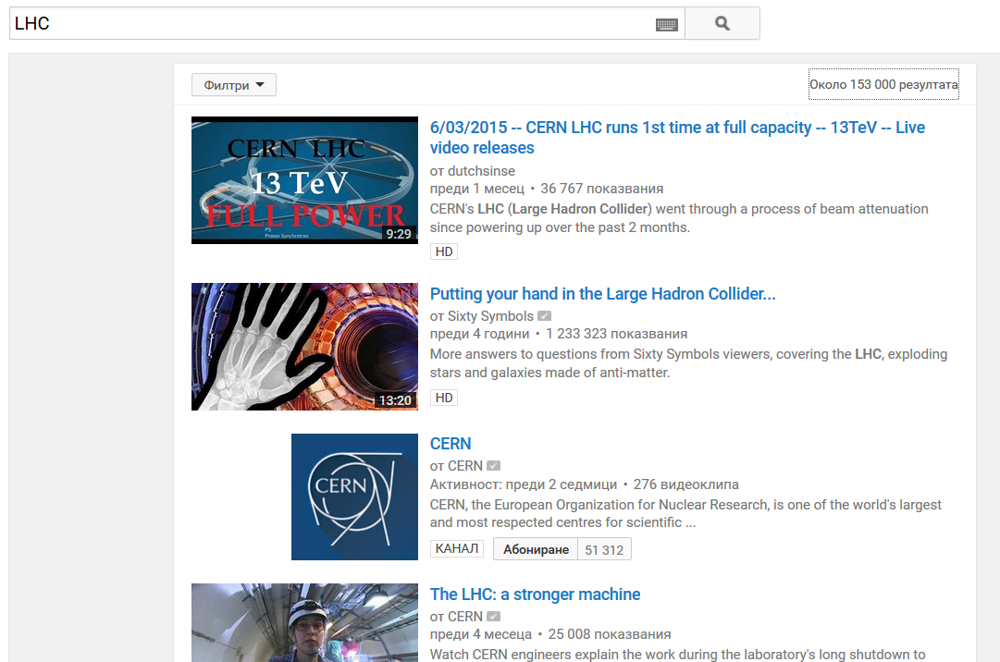 LHC
Филтри
Около 153 000 резултата
CERN LHC
13 TeV
FULL POWER
PS
Proton Synchrotron
9:29
6/03/2015 -- CERN LHC runs 1st time at full capacity -- 13TeV -- Live
video releases
от dutchsinse
преди 1 месец • 36 767 показвания
CERN's LHC (Large Hadron Collider) went through a process of beam attenuation
since powering up over the past 2 months.
HD
13:20
Putting your hand in the Large Hadron Collider...
от Sixty Symbols
преди 4 години • 1 233 323 показвания
More answers to questions from Sixty Symbols viewers, covering the LHC, exploding
stars and galaxies made of anti-matter.
HD
CERN
CERN
от CERN
Активност: преди 2 седмици • 276 видеоклипа
CERN, the European Organization for Nuclear Research, is one of the world's largest
and most respected centres for scientific ...
КАНАЛ Абониране 51 312
The LHC: a stronger machine
от CERN
преди 4 месеца • 25 008 показвания
Watch CERN engineers explain the work during the laboratory's long shutdown to